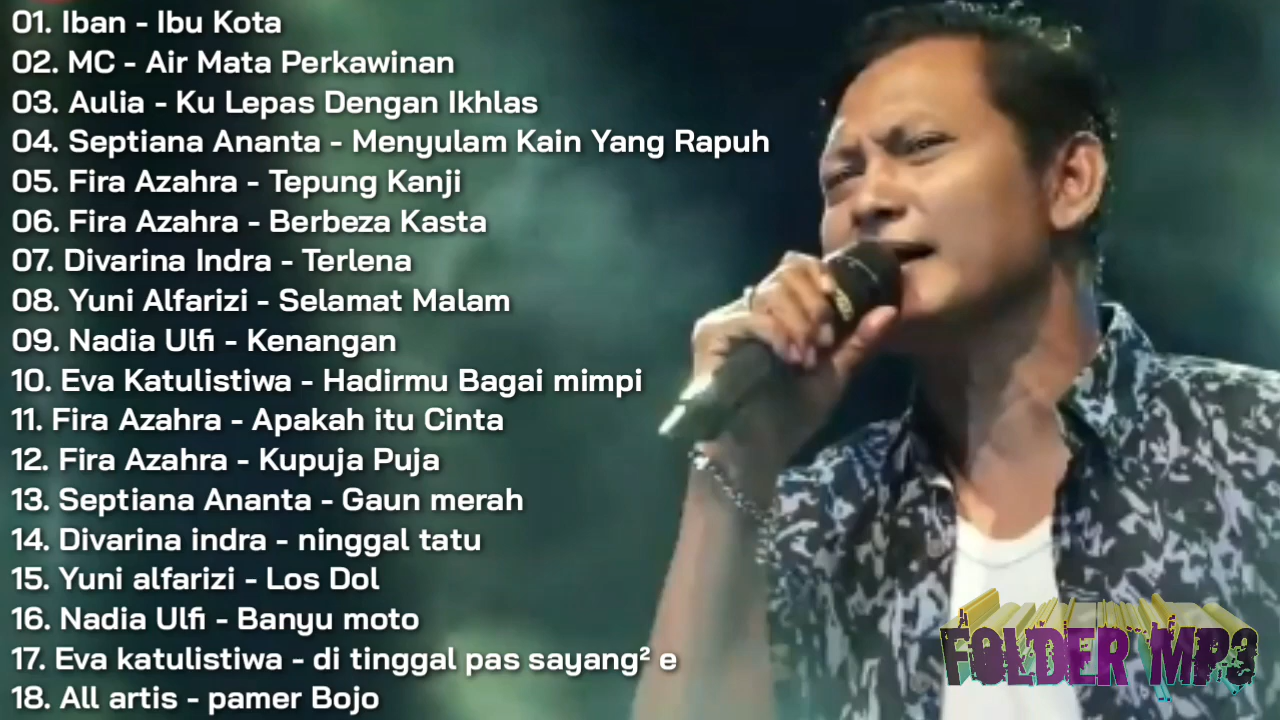 01. Iban - Ibu Kota
02. MC - Air Mata Perkawinan
03. Aulia - Ku Lepas Dengan Ikhlas
04. Septiana Ananta - Menyulam Kain Yang Rapuh
05. Fira Azahra - Tepung Kanji
06. Fira Azahra - Berbeza Kasta
07. Divarina Indra - Terlena
08. Yuni Alfarizi - Selamat Malam
09. Nadia Ulfi - Kenangan
10. Eva Katulistiwa - Hadirmu Bagai mimpi
11. Fira Azahra - Apakah itu Cinta
12. Fira Azahra - Kupuja Puja
13. Septiana Ananta - Gaun merah
14. Divarina indra - ninggal tatu
15. Yuni alfarizi - Los Dol
16. Nadia Ulfi - Banyu moto
17. Eva katulistiwa - di tinggal pas sayang² e
18. All artis - pamer Bojo
FOLDER MP3